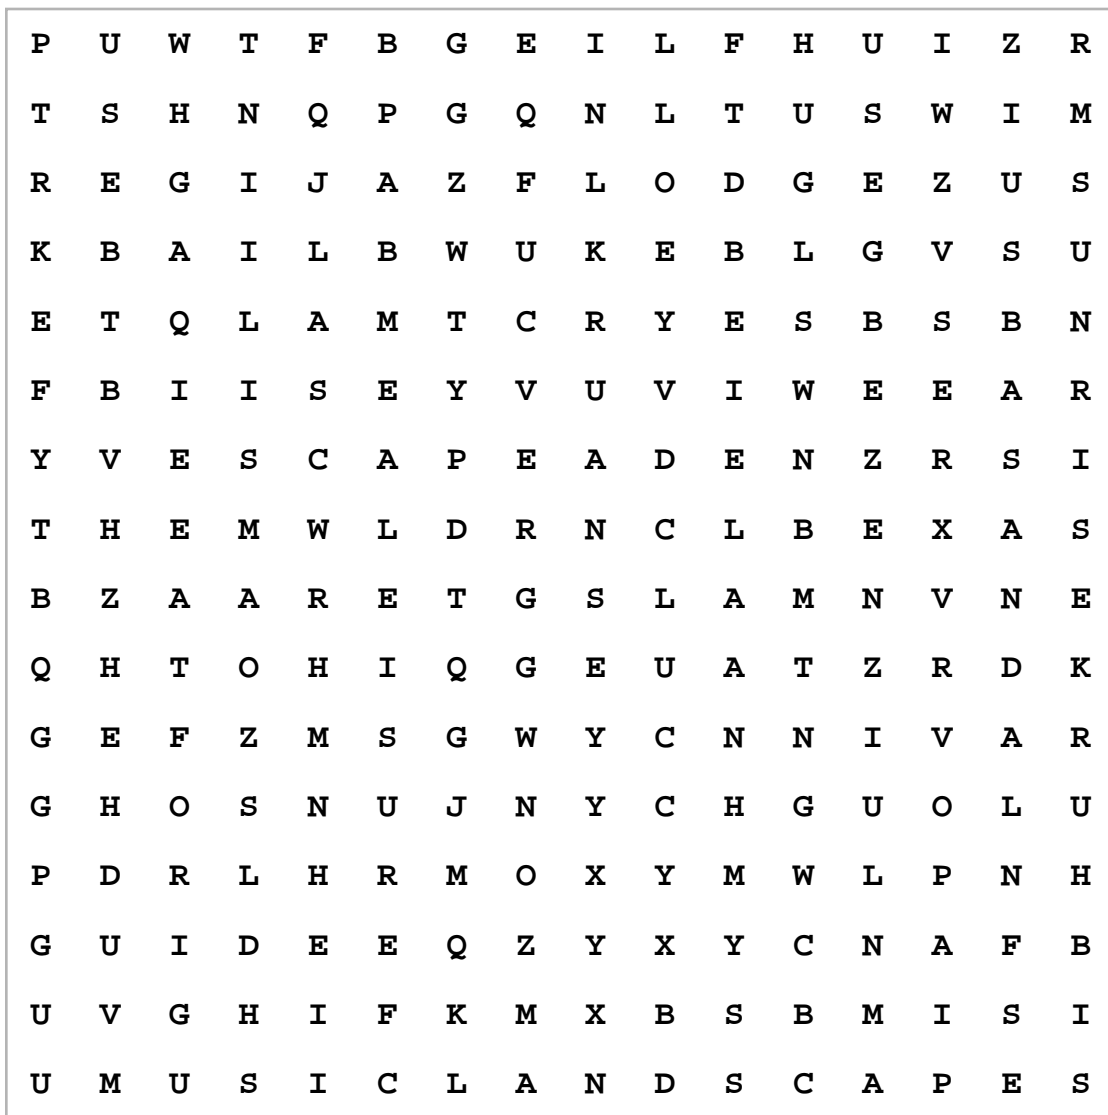 P U W T F B G E I L F H U I Z R
T S H N Q P G Q N L T U S W I M
R E G I J A Z F L O D G E Z U S
K B A I L B W U K E B L G V S U
E T Q L A M T C R Y E S B S B N
F B I I S E Y V U V I W E E A R
Y V E S C A P E A D E N Z R S I
T H E M W L D R N C L B E X A S
B Z A A R E T G S L A M N V N E
Q H T O H I Q G E U A T Z R D K
G E F Z M S G W Y C N N I V A R
G H O S N U J N Y C H G U O L U
P D R L H R M O X Y M W L P N H
G U I D E E Q Z Y X Y C N A F B
U V G H I F K M X B S B M I S I
U M U S I C L A N D S C A P E S